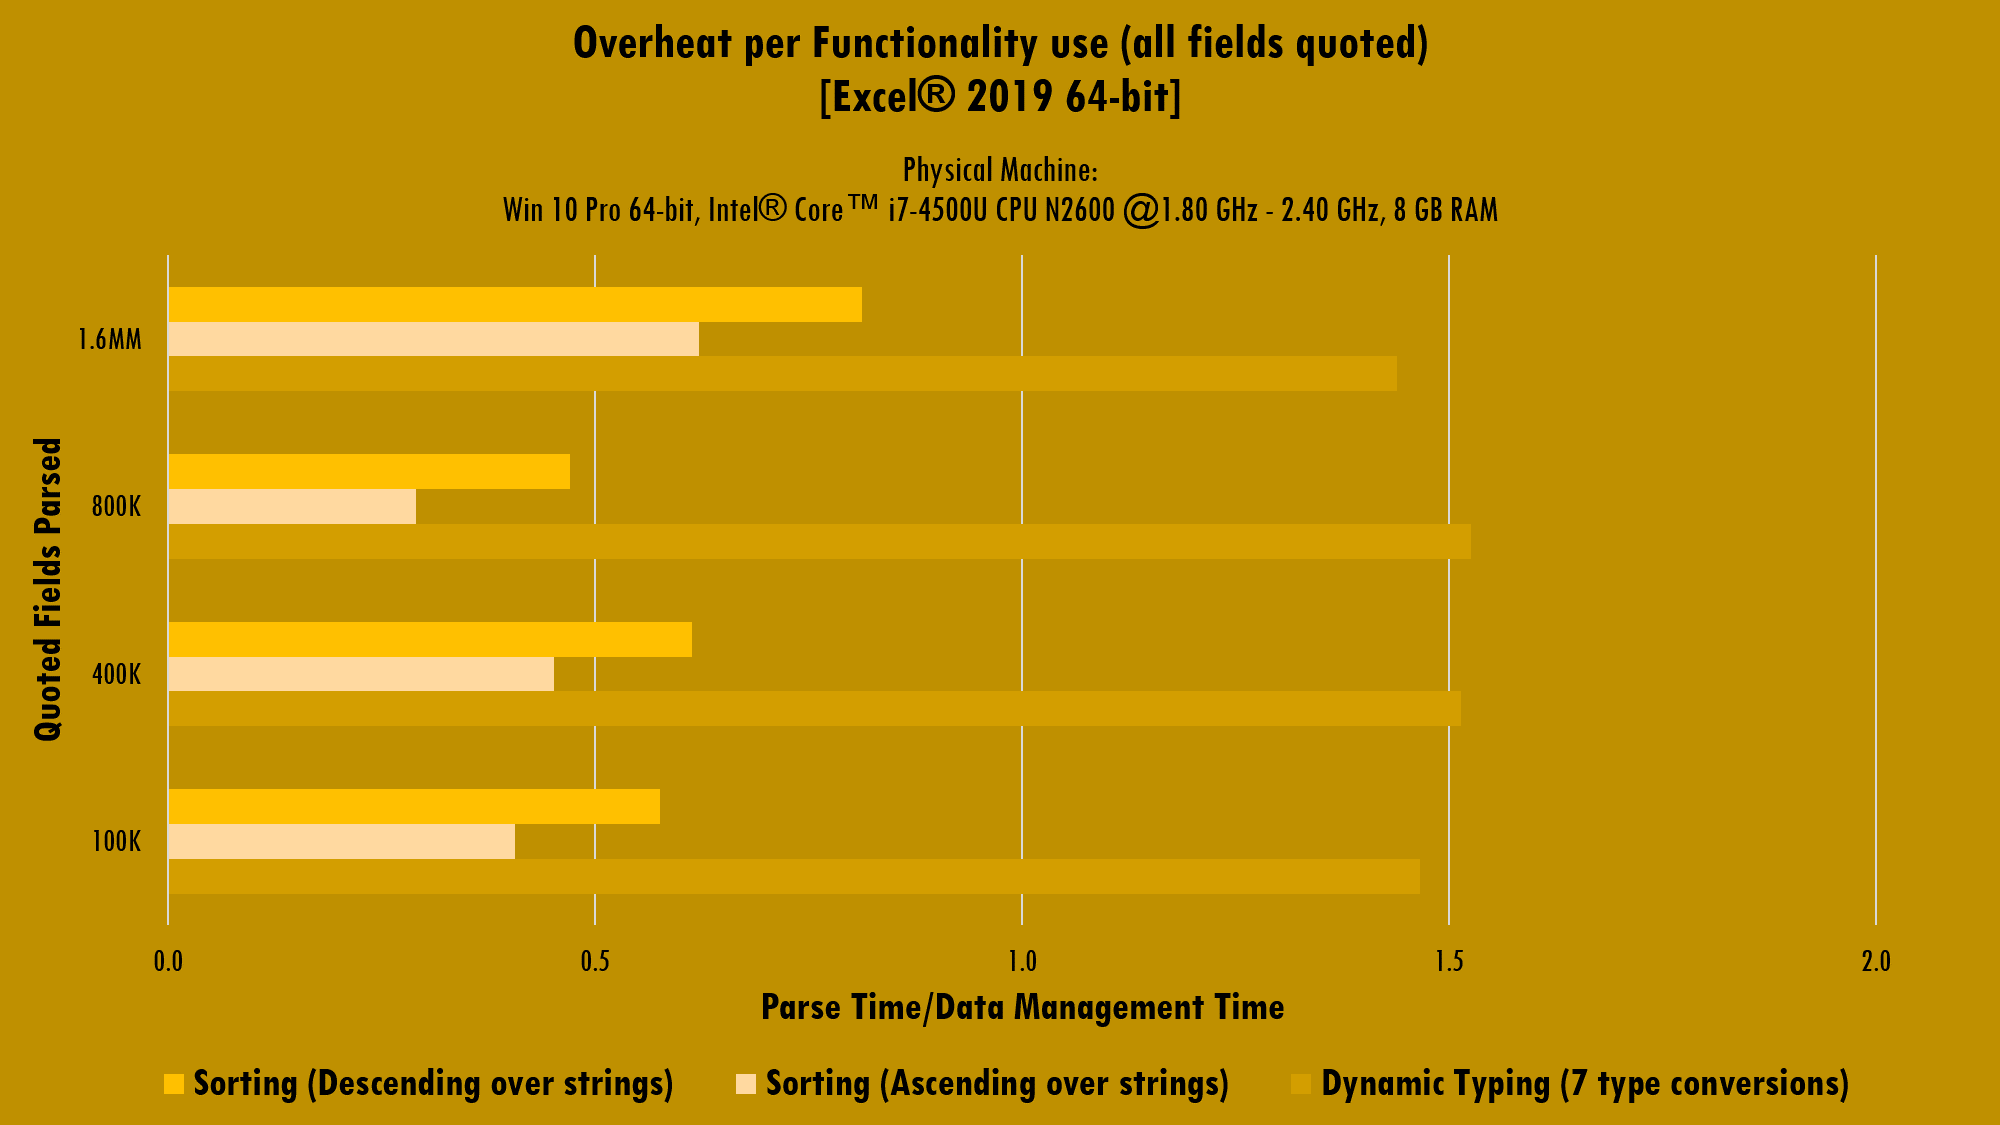 Overheat per Functionality use (all fields quoted)
[Excel® 2019 64-bit]
Physical Machine:
Win 10 Pro 64-bit, Intel® Core™ i7-4500U CPU N2600 @1.80 GHz - 2.40 GHz, 8 GB RAM
Quoted Fields Parsed
1.6MM
800K
400K
100K
0.0 0.5 1.0 1.5 2.0
Parse Time/Data Management Time
Sorting (Descending over strings) Sorting (Ascending over strings) Dynamic Typing (7 type conversions)